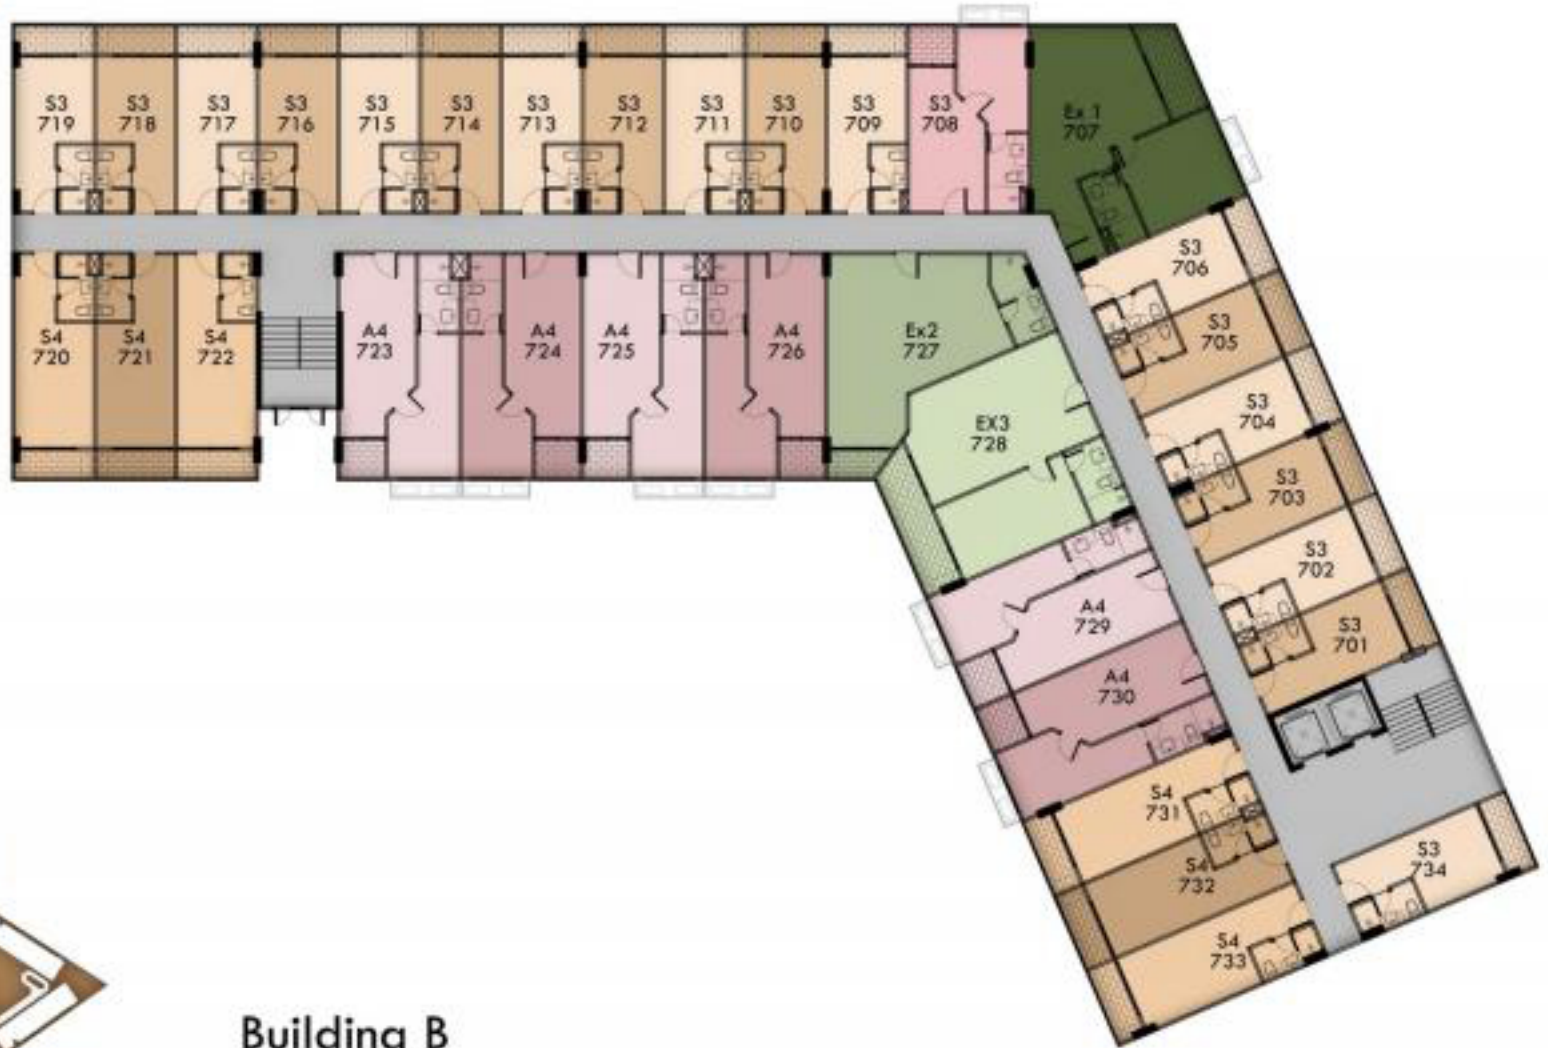 S3
719
S3
718
S3
717
S3
716
S3
715
S3
714
S3
713
S3
712
S3
711
S3
710
S3
709
S3
708
Ex 1
707
S3
706
S3
705
S3
704
S3
703
S3
702
S3
701
S4
720
S4
721
S4
722
A4
723
A4
724
A4
725
A4
726
Ex2
727
EX3
728
A4
729
A4
730
S4
731
S4
732
S4
733
S3
734
Building B